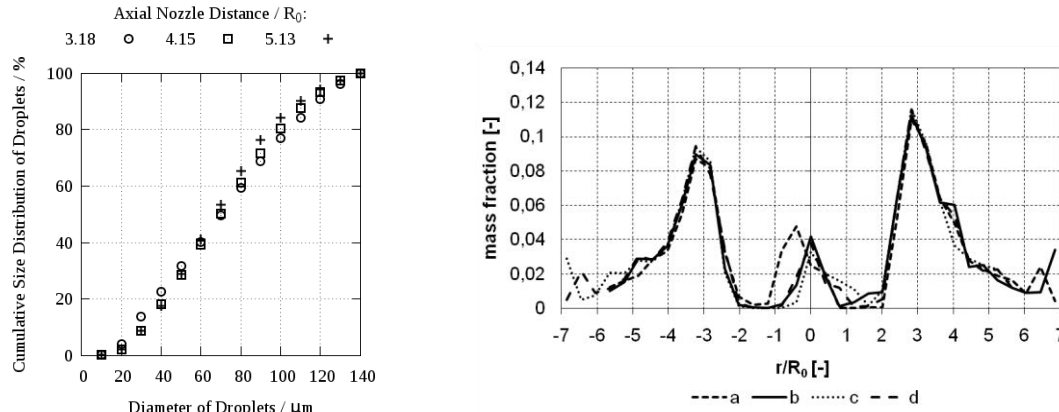 Axial Nozzle Distance / R0:
3.18 4.15 5.13
Cumulative Size Distribution of Droplets / %
100
80
60
40
20
0
0 20 40 60 80 100 120 140
Diameter of Droplets / μm
mass fraction [-]
0,14
0,12
0,1
0,08
0,06
0,04
0,02
0
-7 -6 -5 -4 -3 -2 -1 0 1 2 3 4 5 6 7
r/R0 [-]
a b c d